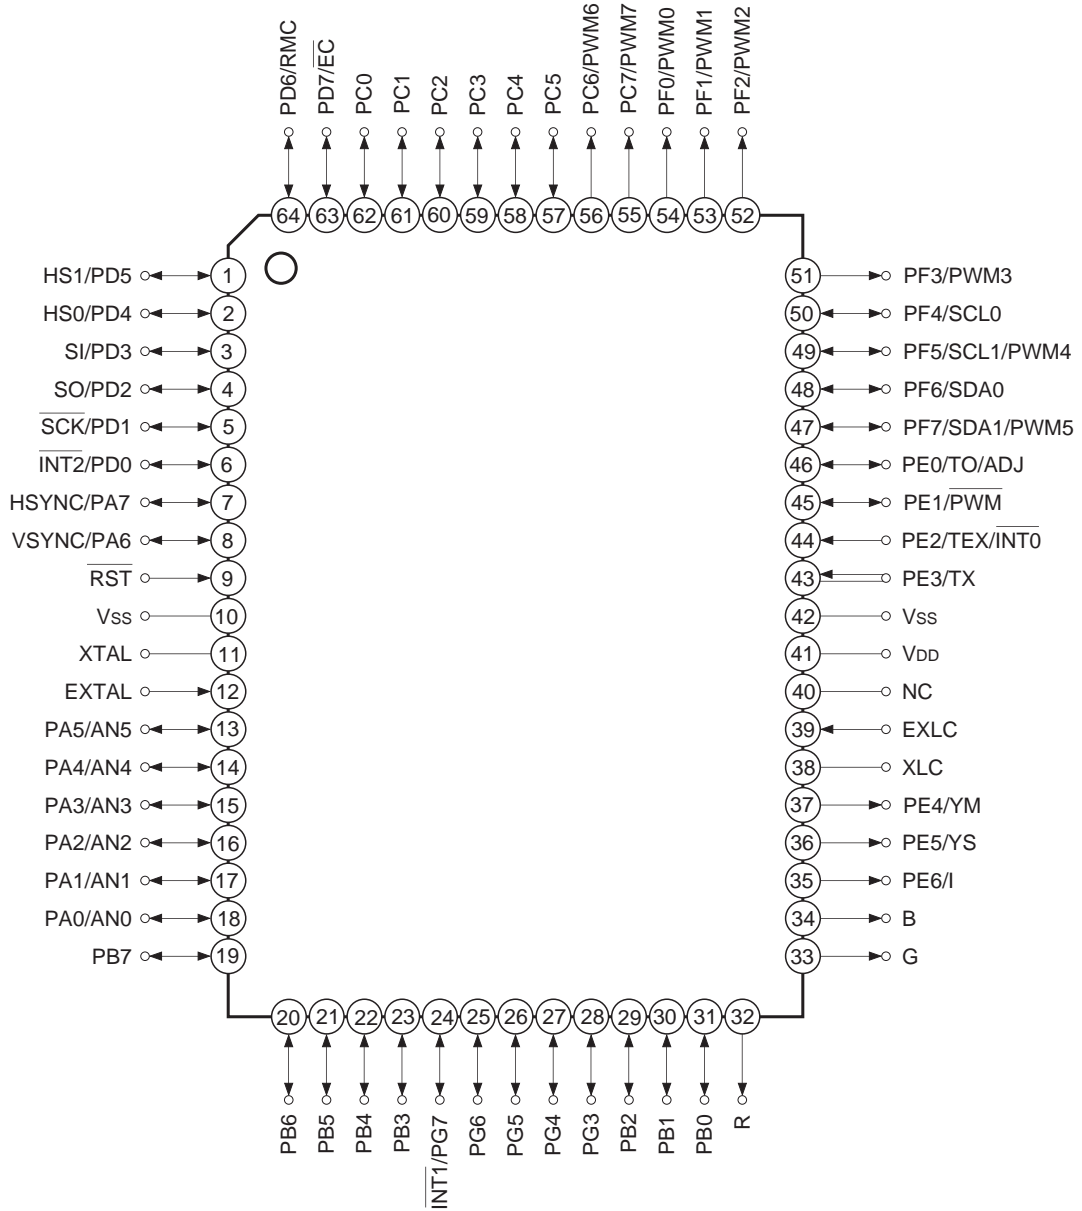 PD6/RMC
PD7/E̅C̅
PC0
PC1
PC2
PC3
PC4
PC5
PC6/PWM6
PC7/PWM7
PF0/PWM0
PF1/PWM1
PF2/PWM2
64 63 62 61 60 59 58 57 56 55 54 53 52
HS1/PD5 1 51 PF3/PWM3
HS0/PD4 2 50 PF4/SCL0
SI/PD3 3 49 PF5/SCL1/PWM4
SO/PD2 4 48 PF6/SDA0
S̅C̅K̅/PD1 5 47 PF7/SDA1/PWM5
I̅N̅T̅2̅/PD0 6 46 PE0/TO/ADJ
HSYNC/PA7 7 45 PE1/P̅W̅M̅
VSYNC/PA6 8 44 PE2/TEX/I̅N̅T̅0̅
R̅S̅T̅ 9 43 PE3/TX
Vss 10 42 Vss
XTAL 11 41 VDD
EXTAL 12 40 NC
PA5/AN5 13 39 EXLC
PA4/AN4 14 38 XLC
PA3/AN3 15 37 PE4/YM
PA2/AN2 16 36 PE5/YS
PA1/AN1 17 35 PE6/I
PA0/AN0 18 34 B
PB7 19 33 G
20 21 22 23 24 25 26 27 28 29 30 31 32
PB6
PB5
PB4
PB3
I̅N̅T̅1̅/PG7
PG6
PG5
PG4
PG3
PB2
PB1
PB0
R